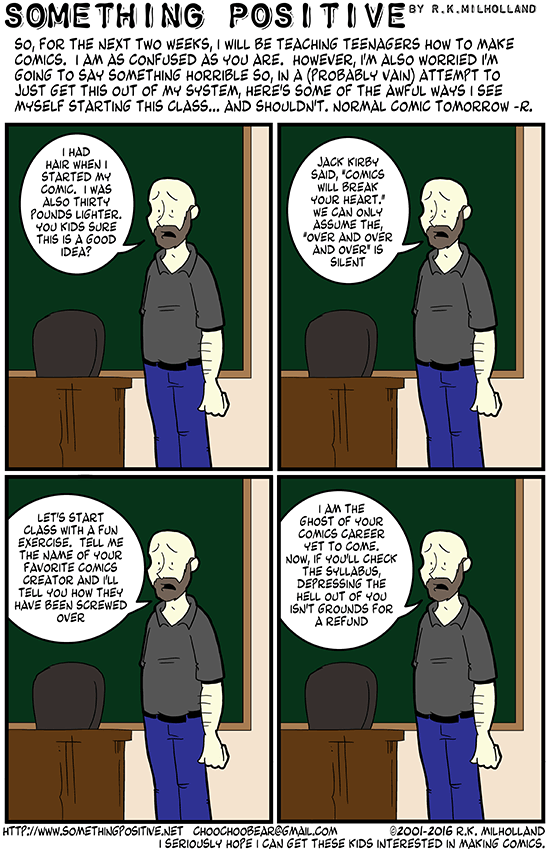 SOMETHING POSITIVE BY R.K.MILHOLLAND
SO, FOR THE NEXT TWO WEEKS, I WILL BE TEACHING TEENAGERS HOW TO MAKE
COMICS. I AM AS CONFUSED AS YOU ARE. HOWEVER, I'M ALSO WORRIED I'M
GOING TO SAY SOMETHING HORRIBLE SO, IN A (PROBABLY VAIN) ATTEMPT TO
JUST GET THIS OUT OF MY SYSTEM, HERE'S SOME OF THE AWFUL WAYS I SEE
MYSELF STARTING THIS CLASS... AND SHOULDN'T. NORMAL COMIC TOMORROW -R.
I HAD
HAIR WHEN I
STARTED MY
COMIC. I WAS
ALSO THIRTY
POUNDS LIGHTER.
YOU KIDS SURE
THIS IS A GOOD
IDEA?
JACK KIRBY
SAID, "COMICS
WILL BREAK
YOUR HEART."
WE CAN ONLY
ASSUME THE,
"OVER AND OVER
AND OVER" IS
SILENT
LET'S START
CLASS WITH A FUN
EXERCISE. TELL ME
THE NAME OF YOUR
FAVORITE COMICS
CREATOR AND I'LL
TELL YOU HOW THEY
HAVE BEEN SCREWED
OVER
I AM THE
GHOST OF YOUR
COMICS CAREER
YET TO COME.
NOW, IF YOU'LL CHECK
THE SYLLABUS,
DEPRESSING THE
HELL OUT OF YOU
ISN'T GROUNDS FOR
A REFUND
HTTP://WWW.SOMETHINGPOSITIVE.NET CHOOCHOOBEAR@GMAIL.COM ©2001-2016 R.K. MILHOLLAND
I SERIOUSLY HOPE I CAN GET THESE KIDS INTERESTED IN MAKING COMICS.